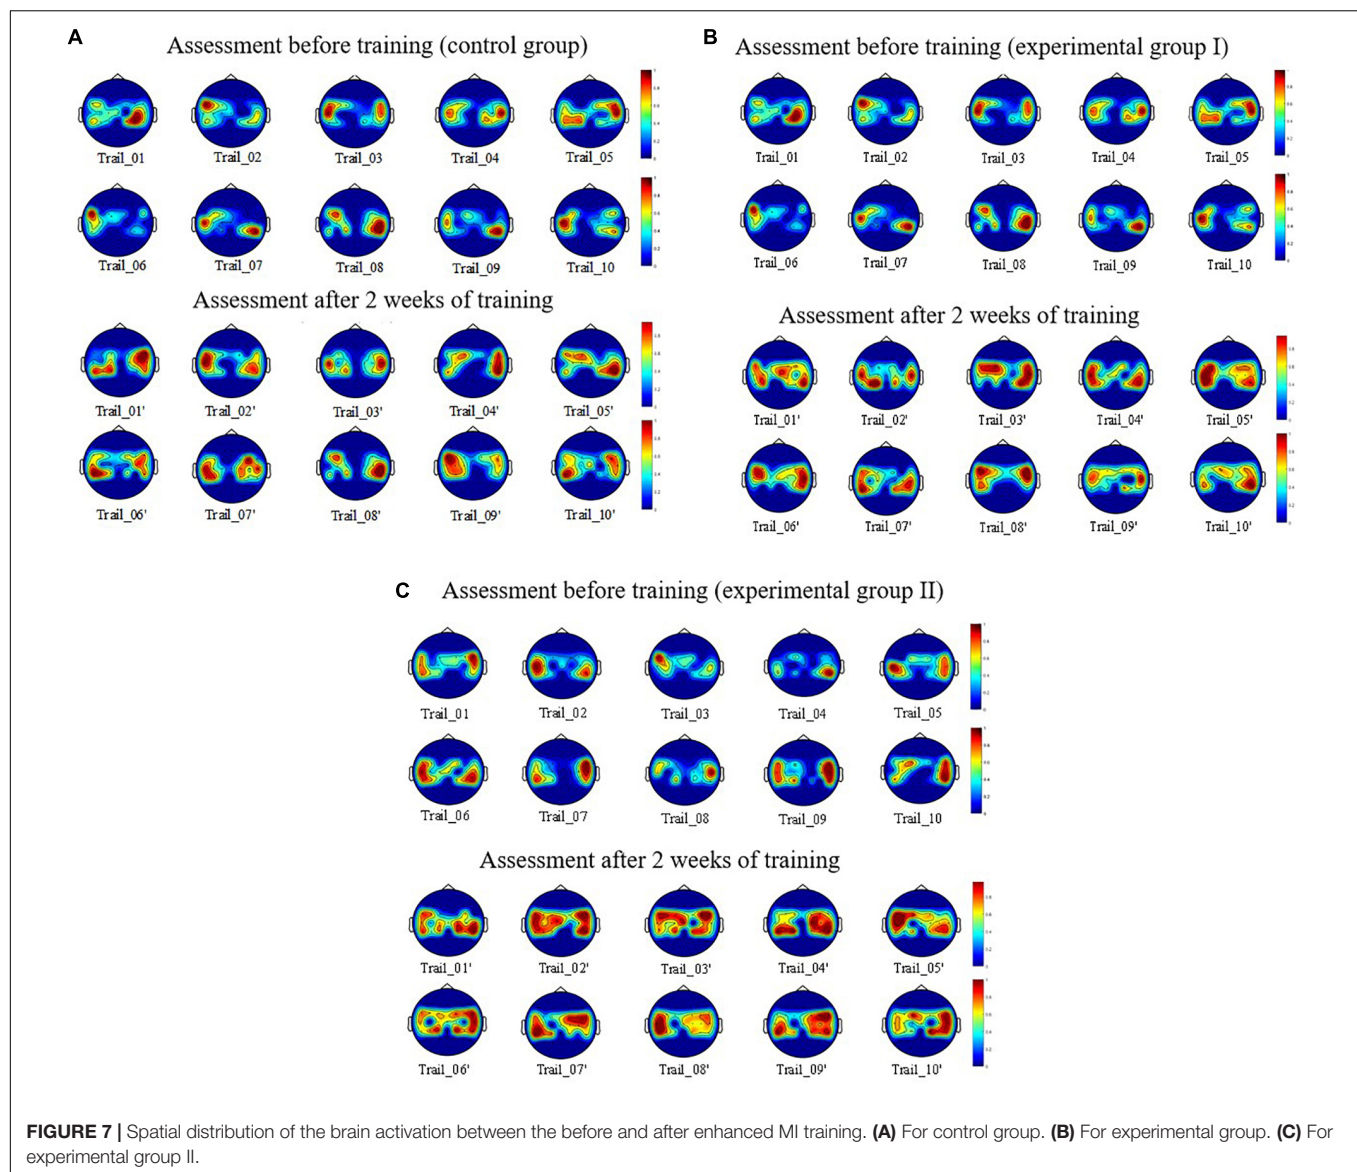 A
Assessment before training (control group)
Trail_01 Trail_02 Trail_03 Trail_04 Trail_05
Trail_06 Trail_07 Trail_08 Trail_09 Trail_10
Assessment after 2 weeks of training
Trail_01' Trail_02' Trail_03' Trail_04' Trail_05'
Trail_06' Trail_07' Trail_08' Trail_09' Trail_10'
B
Assessment before training (experimental group I)
Trail_01 Trail_02 Trail_03 Trail_04 Trail_05
Trail_06 Trail_07 Trail_08 Trail_09 Trail_10
Assessment after 2 weeks of training
Trail_01' Trail_02' Trail_03' Trail_04' Trail_05'
Trail_06' Trail_07' Trail_08' Trail_09' Trail_10'
C
Assessment before training (experimental group II)
Trail_01 Trail_02 Trail_03 Trail_04 Trail_05
Trail_06 Trail_07 Trail_08 Trail_09 Trail_10
Assessment after 2 weeks of training
Trail_01' Trail_02' Trail_03' Trail_04' Trail_05'
Trail_06' Trail_07' Trail_08' Trail_09' Trail_10'
FIGURE 7 | Spatial distribution of the brain activation between the before and after enhanced MI training. (A) For control group. (B) For experimental group. (C) For
experimental group II.